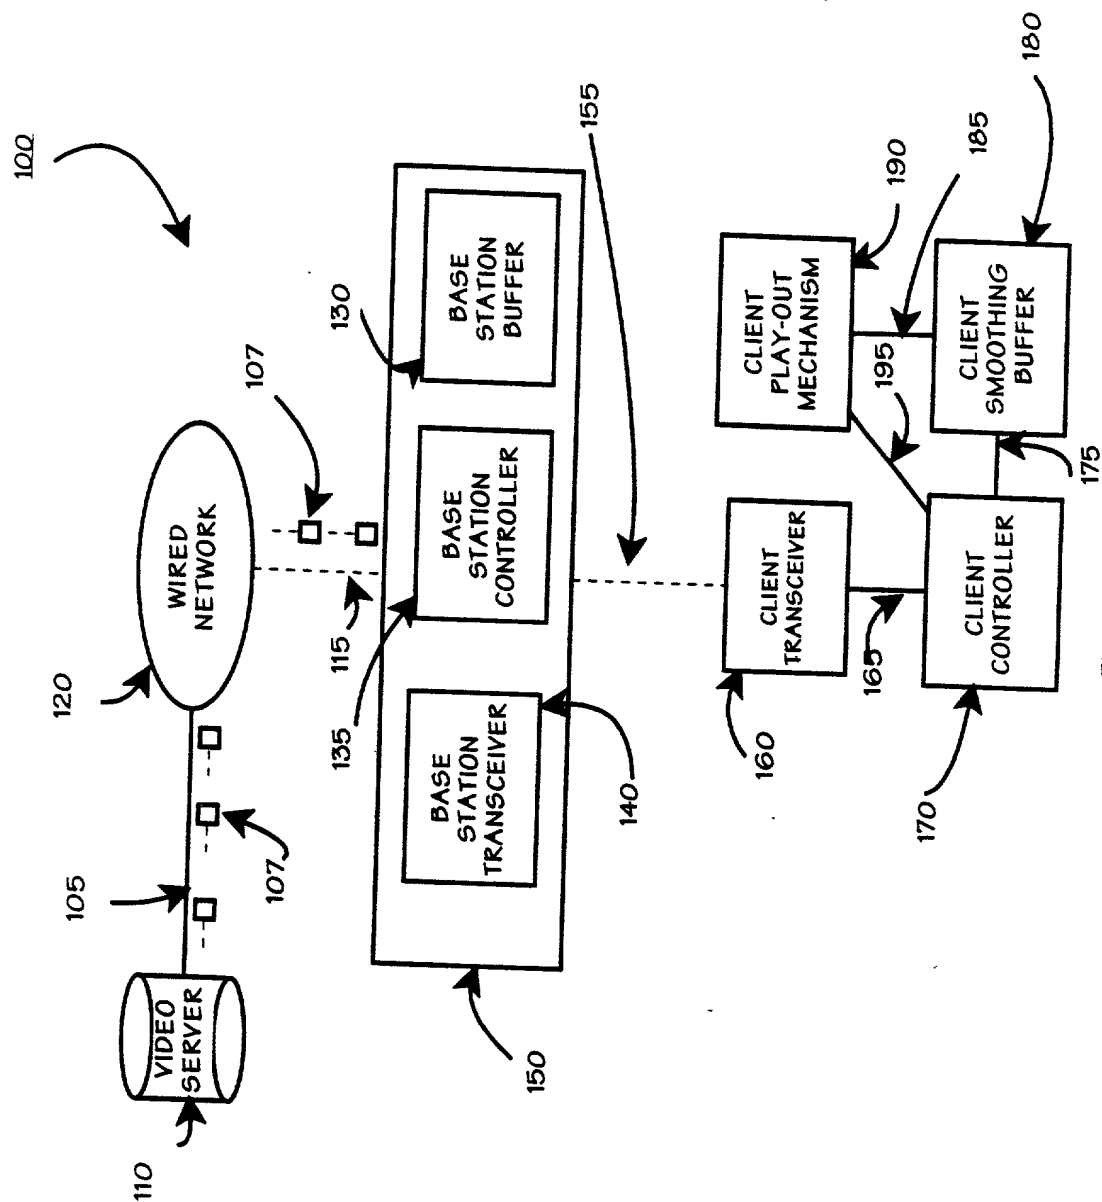 100
110
VIDEO
SERVER
105
107
120
WIRED
NETWORK
107
115
130
135
BASE
STATION
TRANSCEIVER
BASE
STATION
CONTROLLER
BASE
STATION
BUFFER
140
150
155
160
CLIENT
TRANSCEIVER
165
170
CLIENT
CONTROLLER
175
CLIENT
SMOOTHING
BUFFER
180
185
CLIENT
PLAY-OUT
MECHANISM
190
195